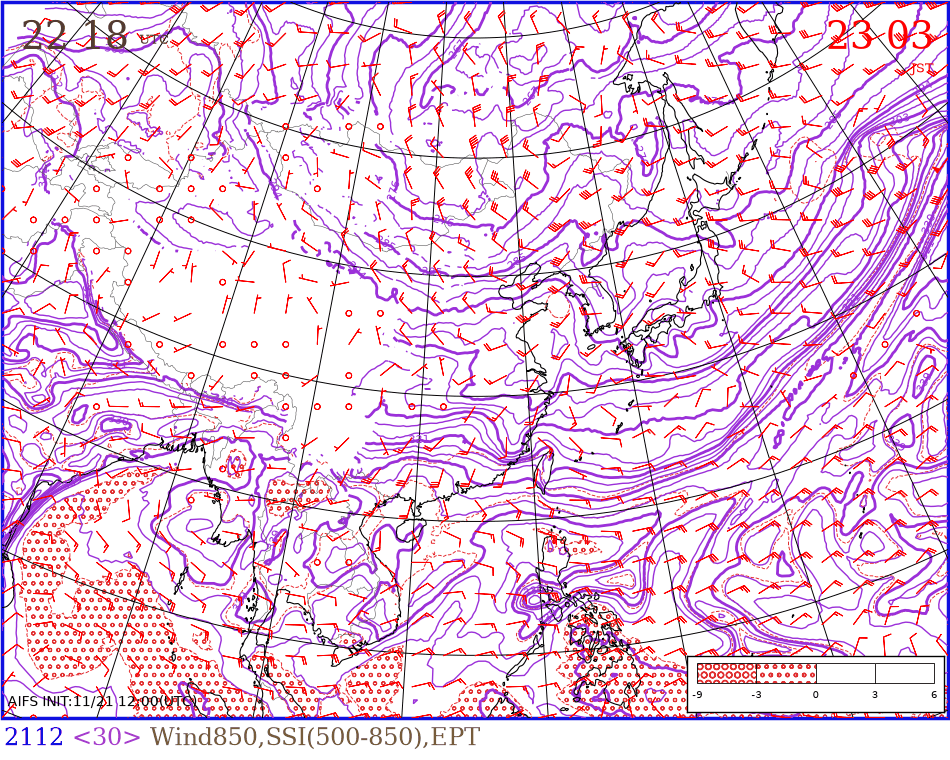 22 18 UTC
23 03
JST
AIFS INIT:11/21 12:00(UTC)
-9 -3 0 3 6
2112 <30> Wind850,SSI(500-850),EPT